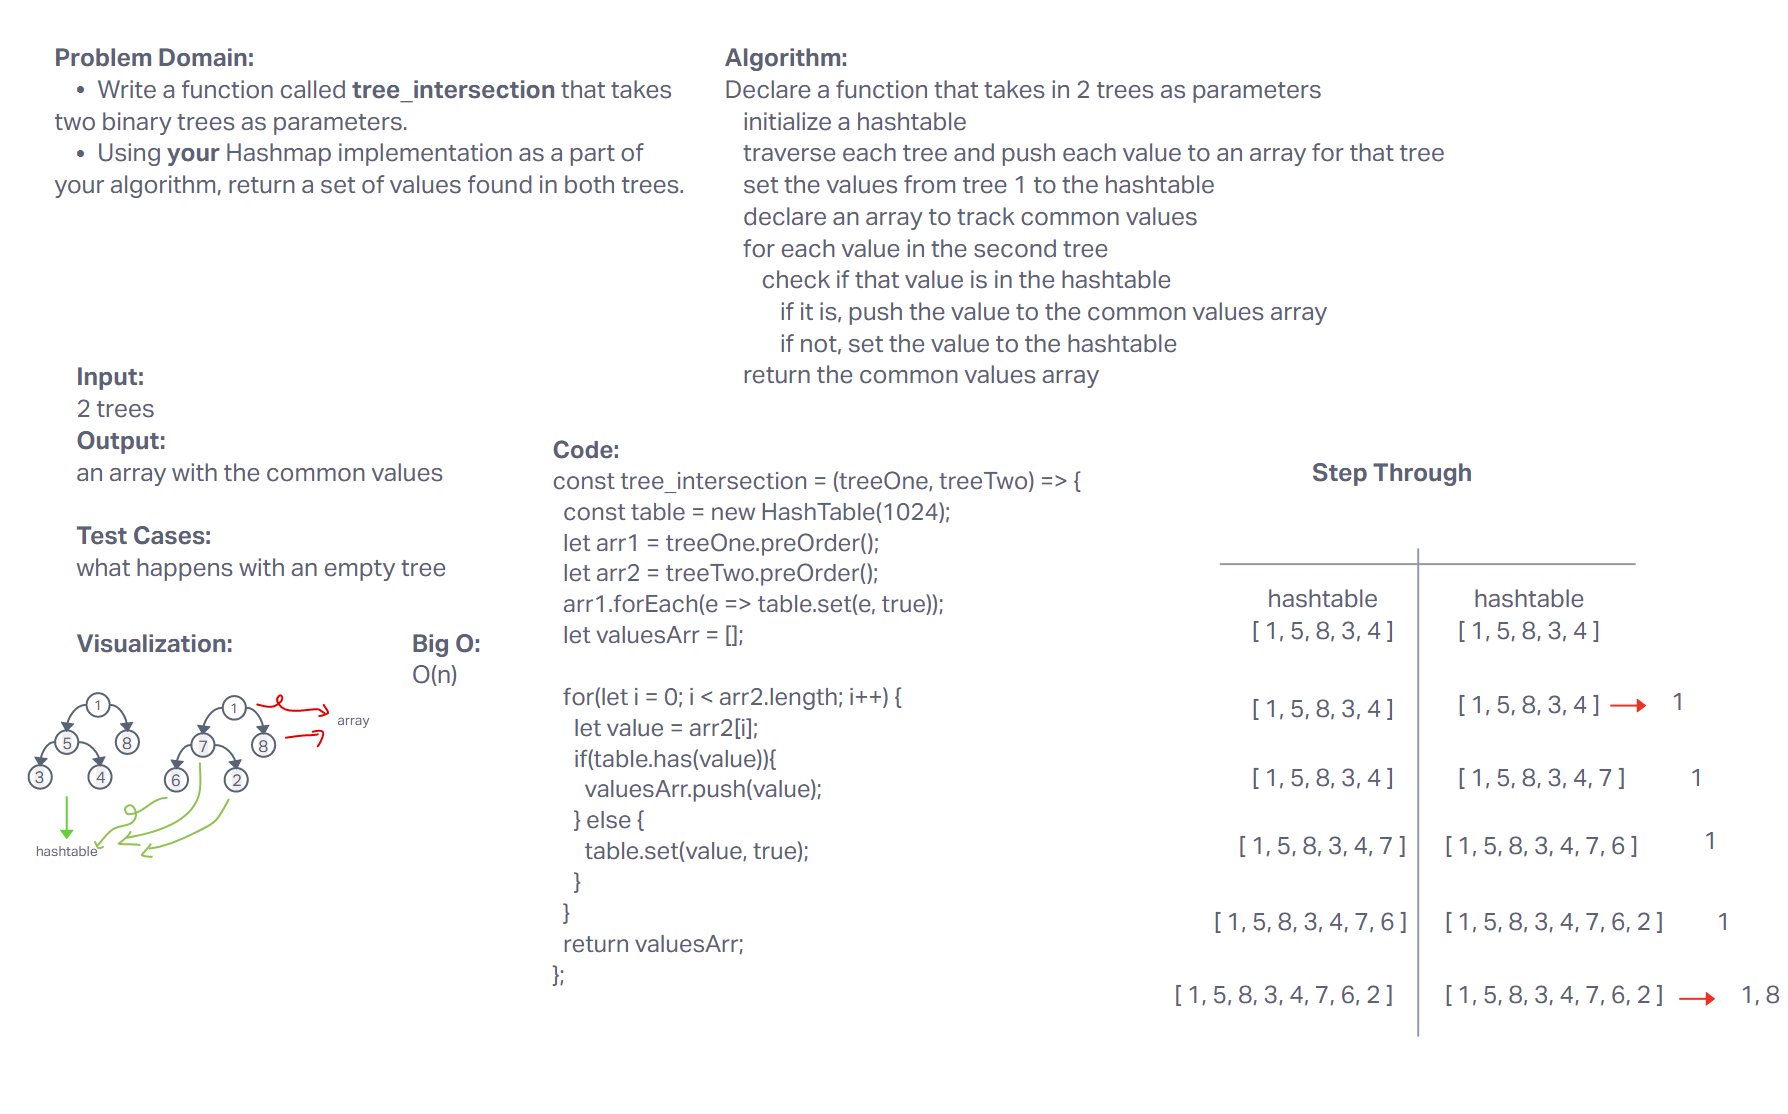 Problem Domain:
• Write a function called tree_intersection that takes
two binary trees as parameters.
• Using your Hashmap implementation as a part of
your algorithm, return a set of values found in both trees.
Algorithm:
Declare a function that takes in 2 trees as parameters
initialize a hashtable
traverse each tree and push each value to an array for that tree
set the values from tree 1 to the hashtable
declare an array to track common values
for each value in the second tree
check if that value is in the hashtable
if it is, push the value to the common values array
if not, set the value to the hashtable
return the common values array
Input:
2 trees
Output:
an array with the common values
Test Cases:
what happens with an empty tree
Visualization:
1
5
8
3
4
hashtable
1
7
8
6
2
array
Big O:
O(n)
Code:
const tree_intersection = (treeOne, treeTwo) => {
const table = new HashTable(1024);
let arr1 = treeOne.preOrder();
let arr2 = treeTwo.preOrder();
arr1.forEach(e => table.set(e, true));
let valuesArr = [];
for(let i = 0; i < arr2.length; i++) {
let value = arr2[i];
if(table.has(value)){
valuesArr.push(value);
} else {
table.set(value, true);
}
}
return valuesArr;
};
Step Through
hashtable hashtable
[ 1, 5, 8, 3, 4 ] [ 1, 5, 8, 3, 4 ]
[ 1, 5, 8, 3, 4 ] [ 1, 5, 8, 3, 4 ] 1
[ 1, 5, 8, 3, 4 ] [ 1, 5, 8, 3, 4, 7 ] 1
[ 1, 5, 8, 3, 4, 7 ] [ 1, 5, 8, 3, 4, 7, 6 ] 1
[ 1, 5, 8, 3, 4, 7, 6 ] [ 1, 5, 8, 3, 4, 7, 6, 2 ] 1
[ 1, 5, 8, 3, 4, 7, 6, 2 ] [ 1, 5, 8, 3, 4, 7, 6, 2 ] 1, 8